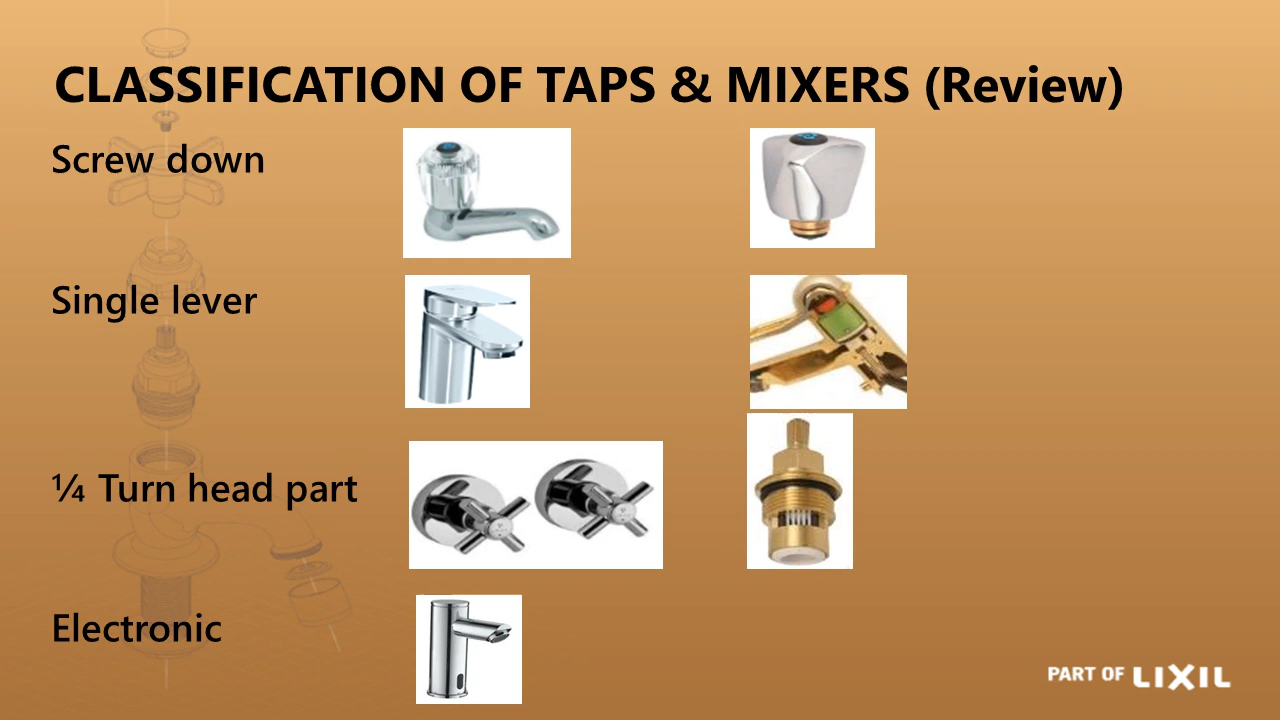 CLASSIFICATION OF TAPS & MIXERS (Review)
Screw down
Single lever
¼ Turn head part
Electronic
PART OF LIXIL